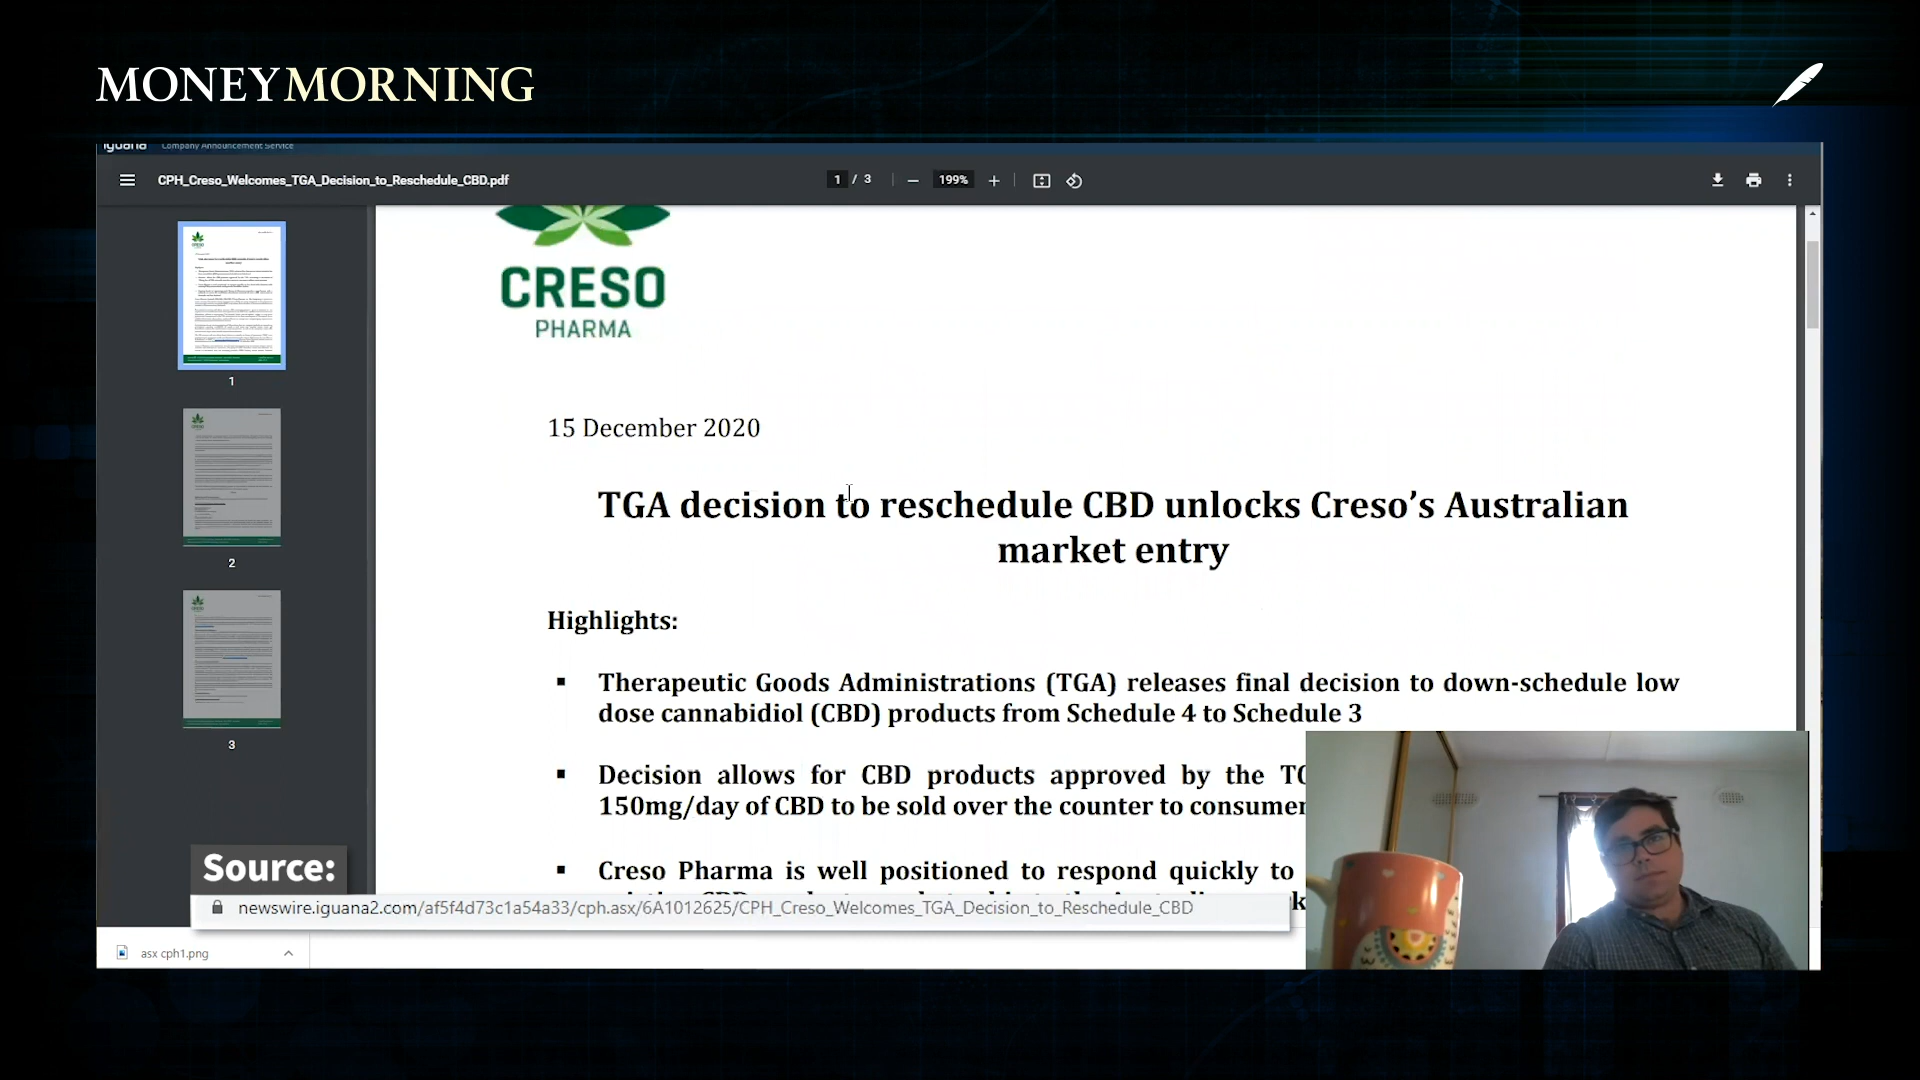 MONEYMORNING
iguana Company Announcement Service
CPH_Creso_Welcomes_TGA_Decision_to_Reschedule_CBD.pdf
1 / 3
199%
CRESO
PHARMA
15 December 2020
TGA decision to reschedule CBD unlocks Creso’s Australian
market entry
Highlights:
▪ Therapeutic Goods Administrations (TGA) releases final decision to down-schedule low
dose cannabidiol (CBD) products from Schedule 4 to Schedule 3
▪ Decision allows for CBD products approved by the
150mg/day of CBD to be sold over the counter to
▪ Creso Pharma is well positioned to respond quickly to
1
2
3
Source:
newswire.iguana2.com/af5f4d73c1a54a33/cph.asx/6A1012625/CPH_Creso_Welcomes_TGA_Decision_to_Reschedule_CBD
asx cph1.png